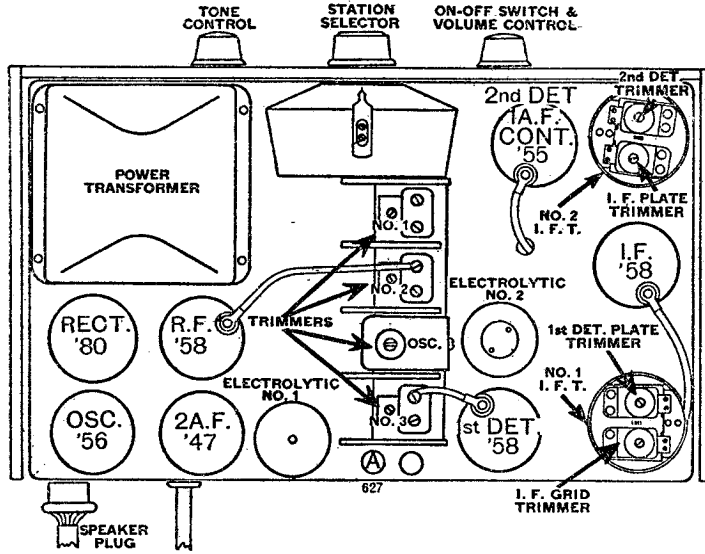 TONE
CONTROL
STATION
SELECTOR
ON-OFF SWITCH &
VOLUME CONTROL
POWER
TRANSFORMER
2nd DET
1A.F.
CONT.
'55
2nd DET
TRIMMER
I. F. PLATE
TRIMMER
NO. 2
I. F. T.
NO. 1
NO. 2
TRIMMERS
OSC.
NO. 3
ELECTROLYTIC
NO. 2
I.F.
'58
RECT.
'80
R.F.
'58
1st DET. PLATE
TRIMMER
NO. 1
I. F. T.
ELECTROLYTIC
NO. 1
OSC.
'56
2A.F.
'47
st DET.
'58
A
627
I. F. GRID
TRIMMER
SPEAKER
PLUG